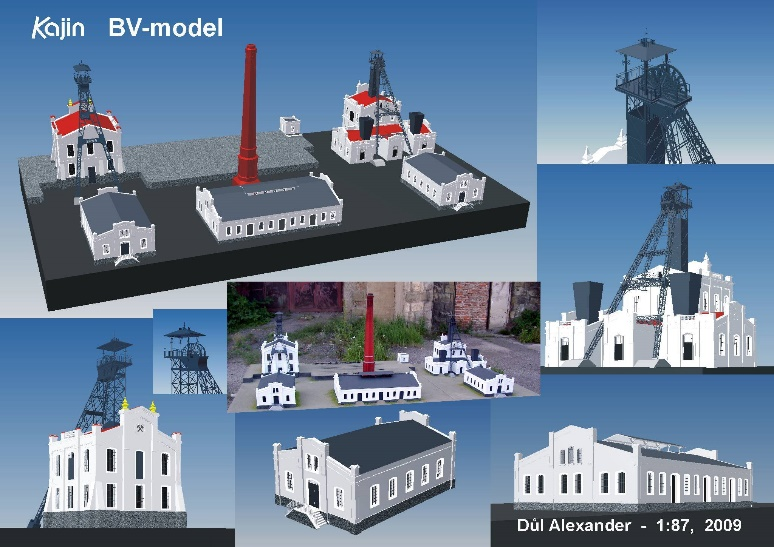 Kajin BV-model
Důl Alexander - 1:87, 2009